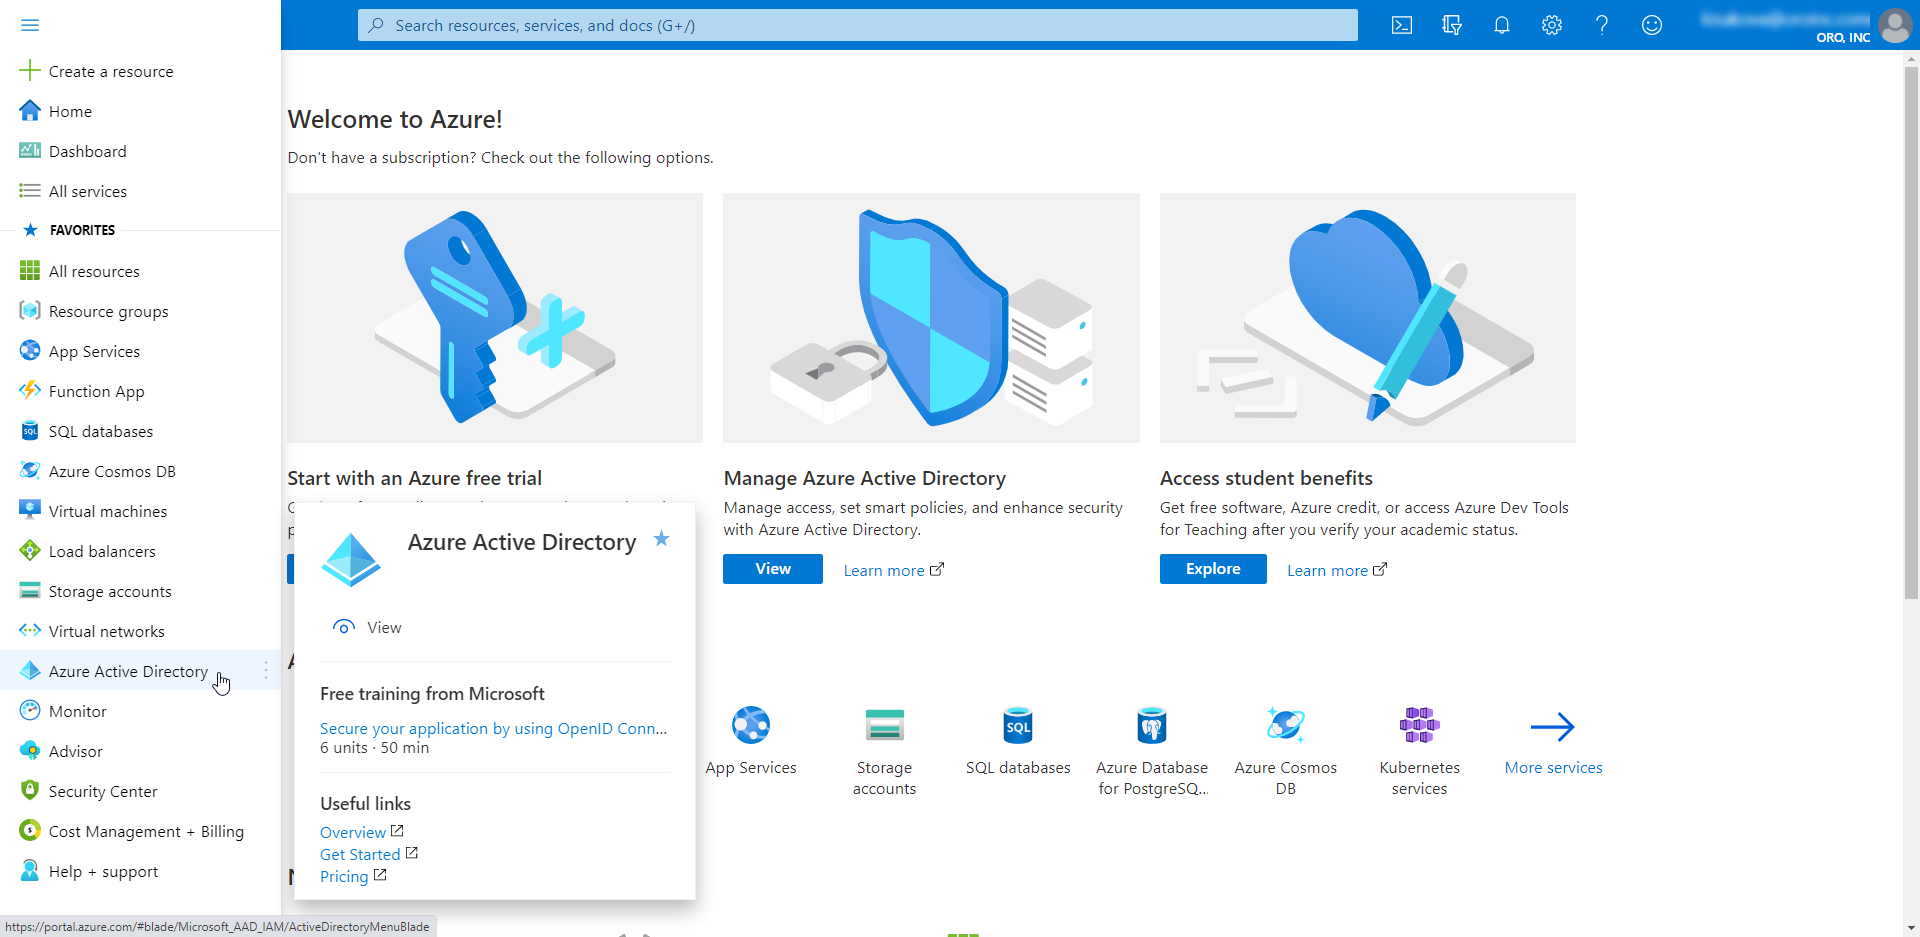 Search resources, services, and docs (G+/)
ORO, INC
Create a resource
Home
Dashboard
All services
FAVORITES
All resources
Resource groups
App Services
Function App
SQL databases
Azure Cosmos DB
Virtual machines
Load balancers
Storage accounts
Virtual networks
Azure Active Directory
Monitor
Advisor
Security Center
Cost Management + Billing
Help + support
https://portal.azure.com/#blade/Microsoft_AAD_IAM/ActiveDirectoryMenuBlade
Welcome to Azure!
Don't have a subscription? Check out the following options.
Start with an Azure free trial
Manage Azure Active Directory
Manage access, set smart policies, and enhance security
with Azure Active Directory.
View
Learn more
Access student benefits
Get free software, Azure credit, or access Azure Dev Tools
for Teaching after you verify your academic status.
Explore
Learn more
Azure Active Directory
View
Free training from Microsoft
Secure your application by using OpenID Conn...
6 units · 50 min
Useful links
Overview
Get Started
Pricing
App Services
Storage
accounts
SQL
SQL databases
Azure Database
for PostgreSQ...
Azure Cosmos
DB
Kubernetes
services
More services